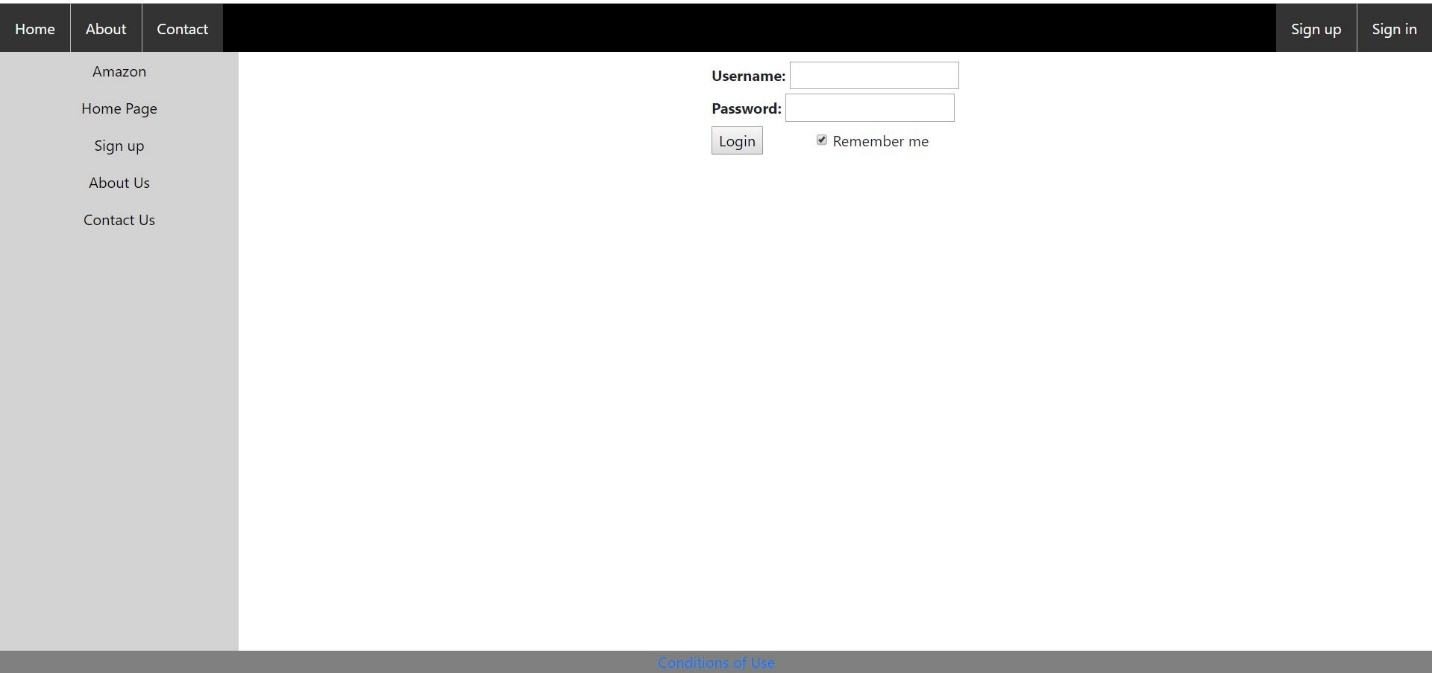 Home About Contact Sign up Sign in
Amazon
Home Page
Sign up
About Us
Contact Us
Username:
Password:
Login Remember me
Conditions of Use